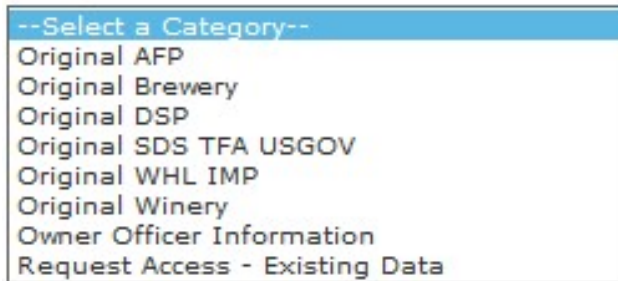 --Select a Category--
Original AFP
Original Brewery
Original DSP
Original SDS TFA USGOV
Original WHL IMP
Original Winery
Owner Officer Information
Request Access - Existing Data